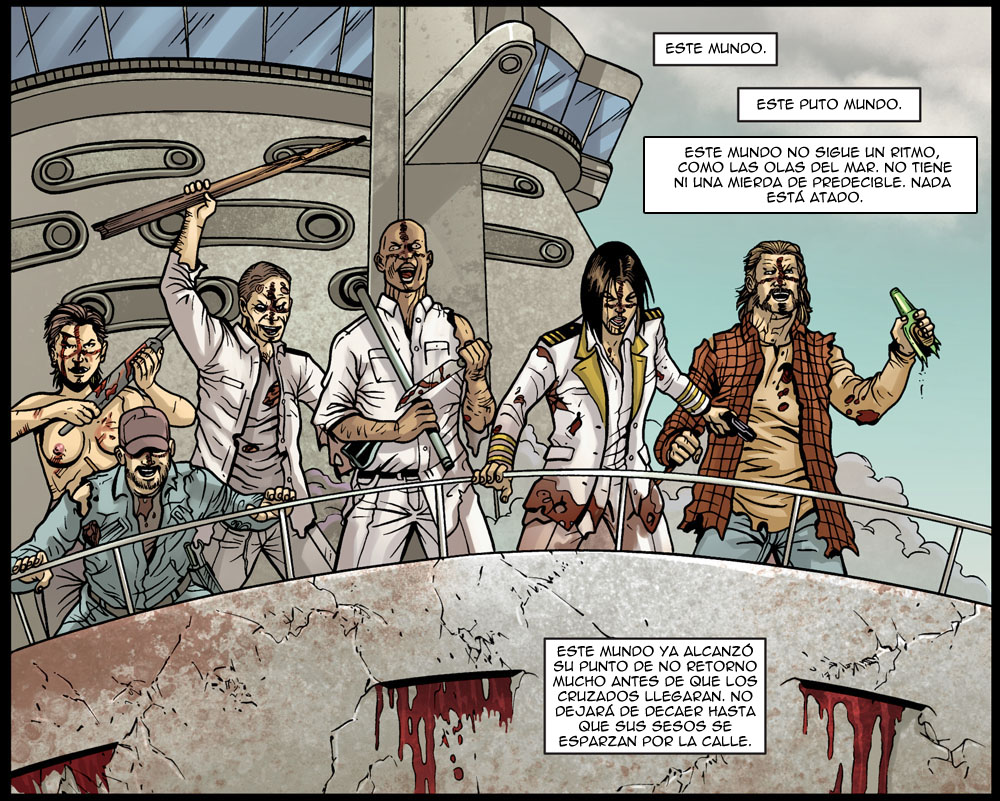 ESTE MUNDO.
ESTE PUTO MUNDO.
ESTE MUNDO NO SIGUE UN RITMO,
COMO LAS OLAS DEL MAR. NO TIENE
NI UNA MIERDA DE PREDECIBLE. NADA
ESTÁ ATADO.
ESTE MUNDO YA ALCANZÓ
SU PUNTO DE NO RETORNO
MUCHO ANTES DE QUE LOS
CRUZADOS LLEGARAN. NO
DEJARÁ DE DECAER HASTA
QUE SUS SESOS SE
ESPARZAN POR LA CALLE.